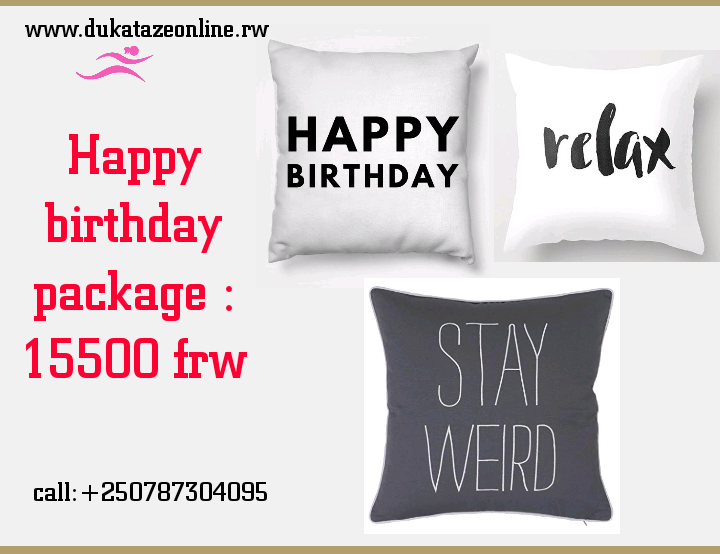 www.dukatazeonline.rw
Happy
birthday
package :
15500 frw
call:+250787304095
HAPPY
BIRTHDAY
relax
STAY
WEIRD